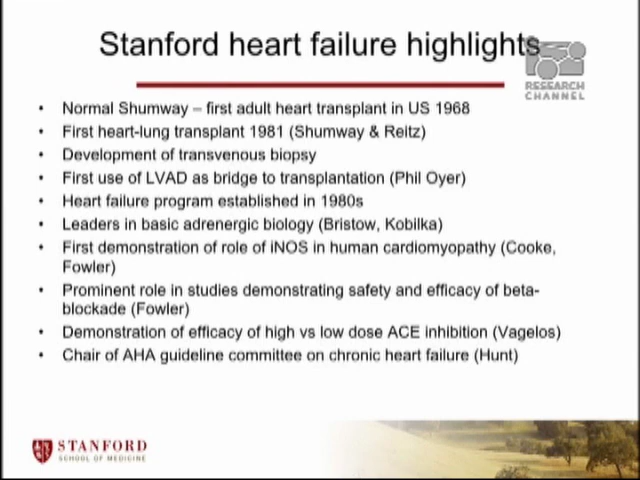 Stanford heart failure highlights
RESEARCH
CHANNEL
• Normal Shumway – first adult heart transplant in US 1968
• First heart-lung transplant 1981 (Shumway & Reitz)
• Development of transvenous biopsy
• First use of LVAD as bridge to transplantation (Phil Oyer)
• Heart failure program established in 1980s
• Leaders in basic adrenergic biology (Bristow, Kobilka)
• First demonstration of role of iNOS in human cardiomyopathy (Cooke,
Fowler)
• Prominent role in studies demonstrating safety and efficacy of beta-
blockade (Fowler)
• Demonstration of efficacy of high vs low dose ACE inhibition (Vagelos)
• Chair of AHA guideline committee on chronic heart failure (Hunt)
STANFORD
SCHOOL OF MEDICINE